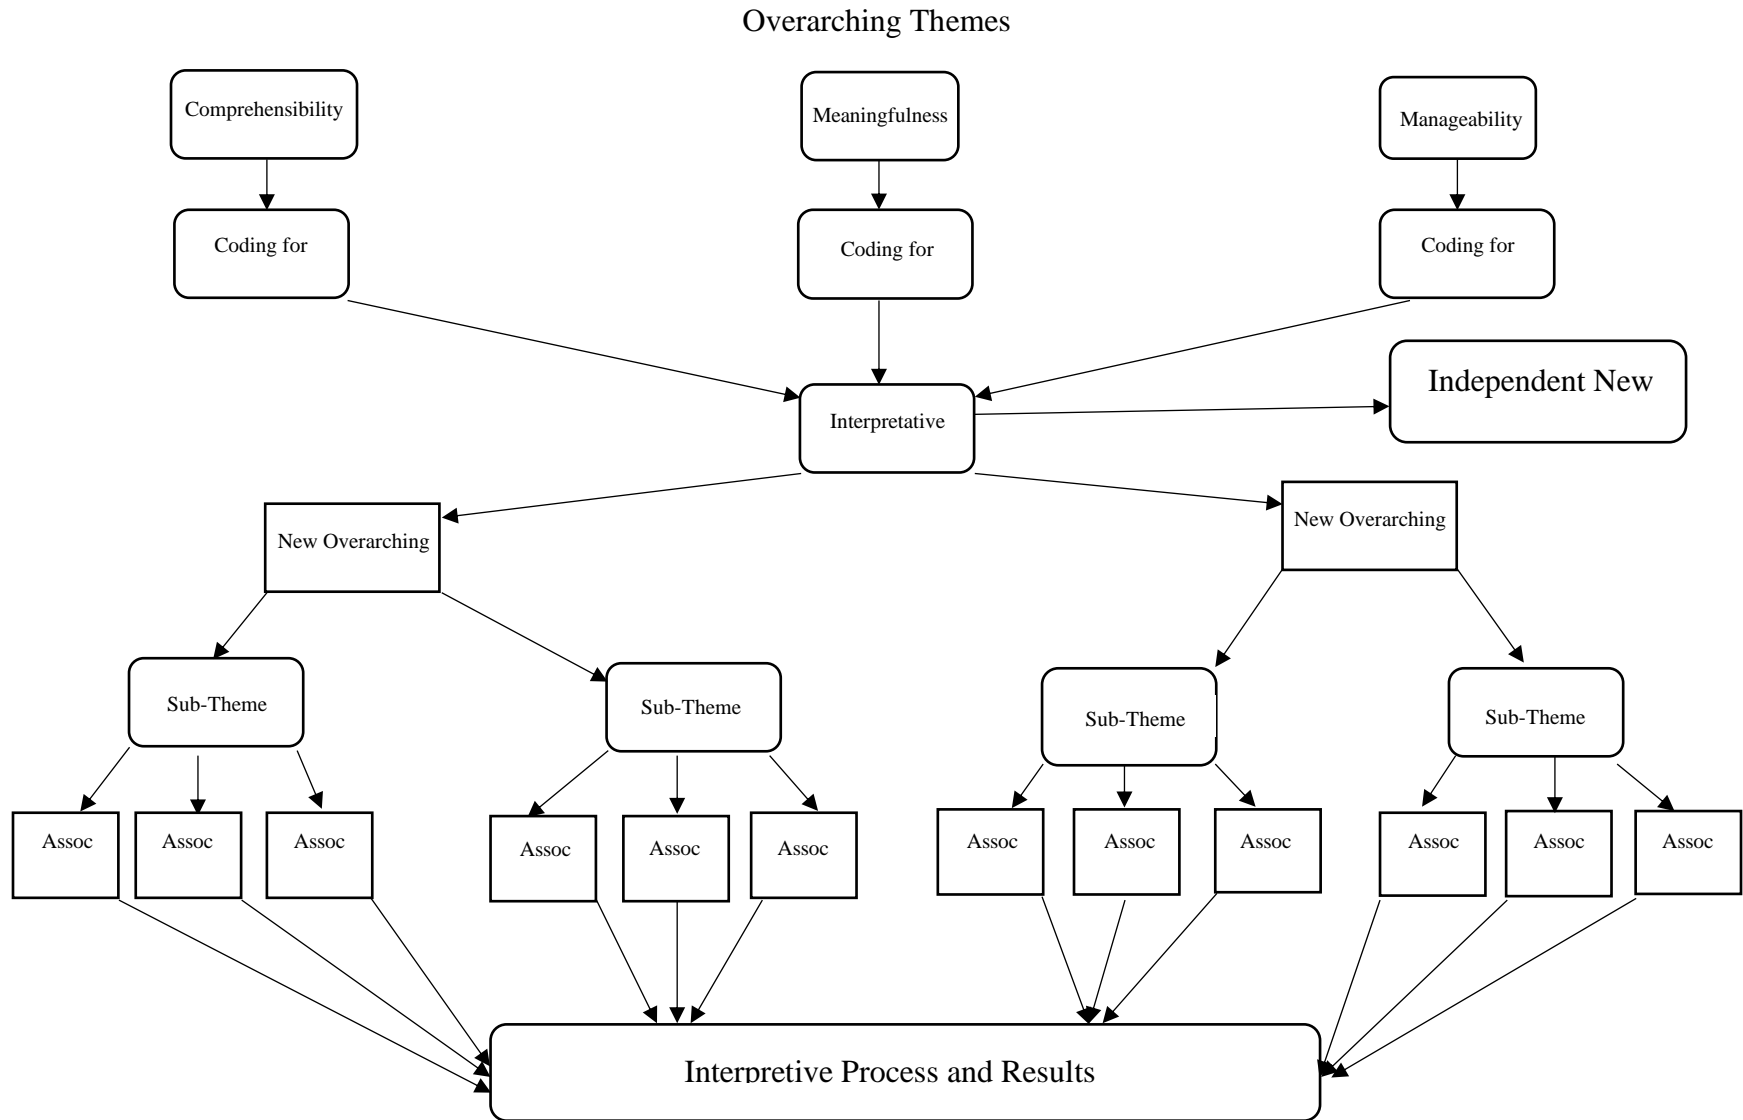 Overarching Themes
Comprehensibility
Meaningfulness
Manageability
Coding for
Coding for
Coding for
Independent New
Interpretative
New Overarching
New Overarching
Sub-Theme
Sub-Theme
Sub-Theme
Sub-Theme
Assoc
Assoc
Assoc
Assoc
Assoc
Assoc
Assoc
Assoc
Assoc
Assoc
Assoc
Assoc
Interpretive Process and Results